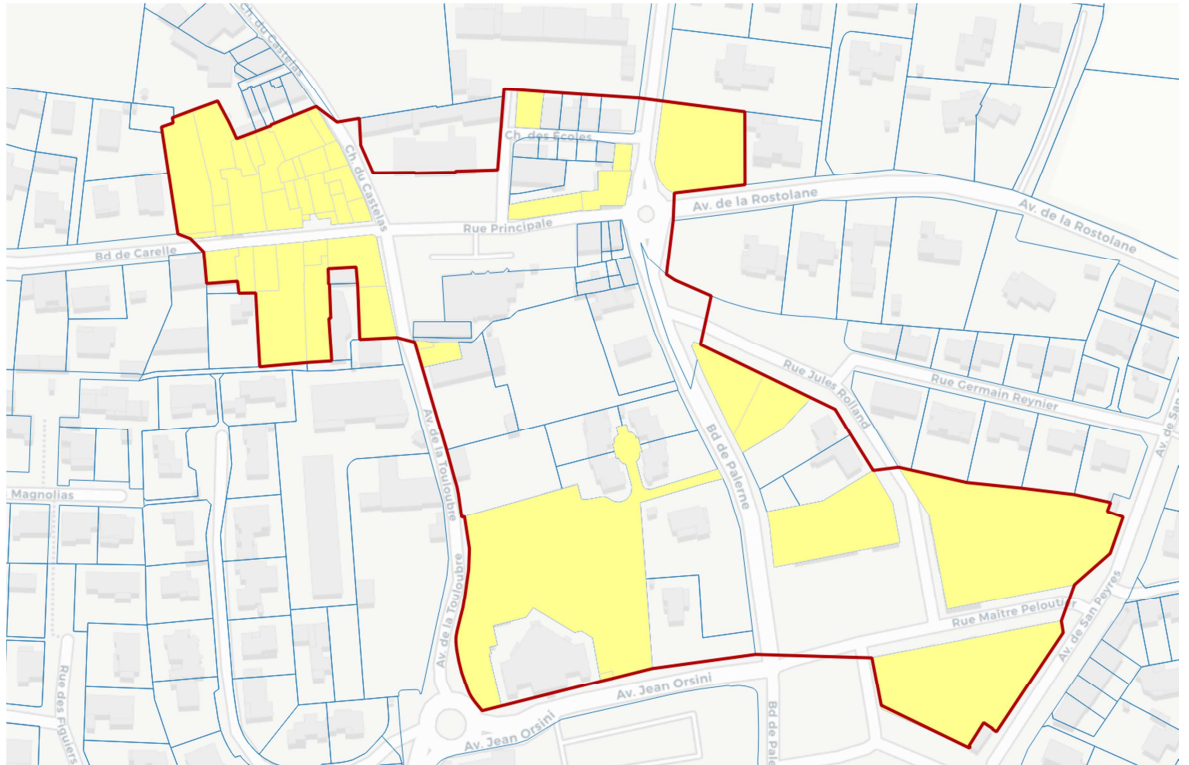 Ch. du Castelas
Ch. des Ecoles
Ch. du Castelas
Av. de la Rostolane
Av. de la Rostolane
Rue Principale
Bd de Carelle
Rue Jules Rolland
Rue Germain Reynier
Av. de San
Av. de la Touloubre
Bd de Palerne
Magnolias
Av. de la Touloubre
Rue Maître Peloutier
Av. de San Peyres
Rue des Figuiers
Av. Jean Orsini
Av. Jean Orsini
Bd de Pale